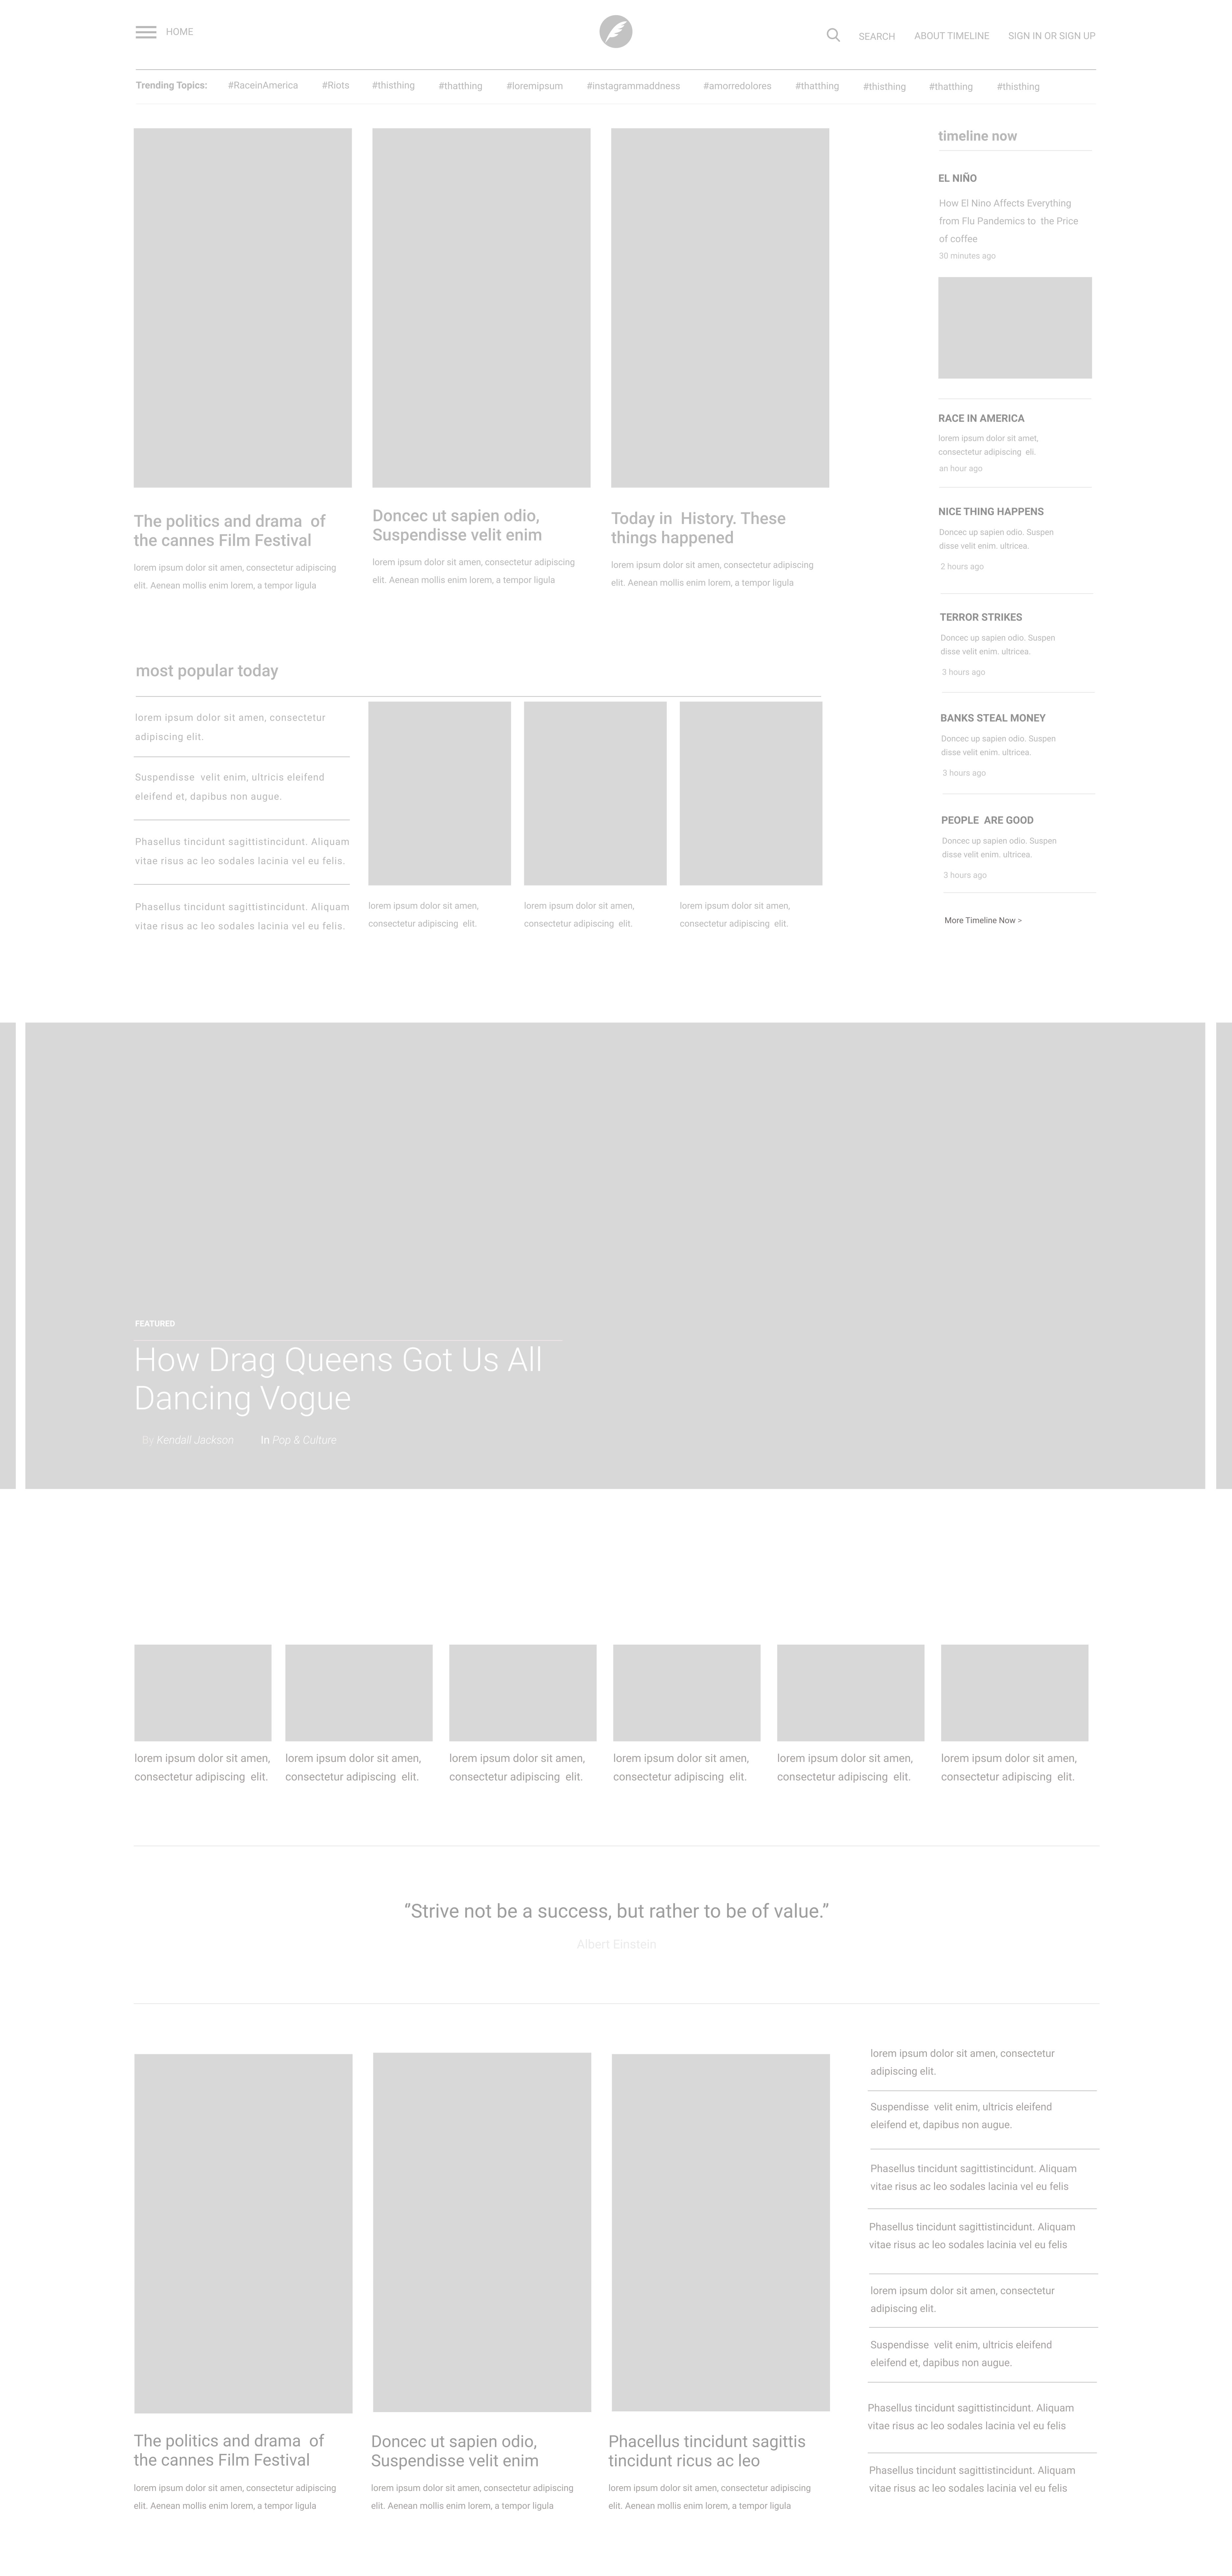 HOME
SEARCH
ABOUT TIMELINE
SIGN IN OR SIGN UP
Trending Topics: #RaceinAmerica #Riots #thisthing #thatthing #loremipsum #instagrammaddness #amorredolores #thatthing #thisthing #thatthing #thisthing
The politics and drama of
the cannes Film Festival
lorem ipsum dolor sit amen, consectetur adipiscing
elit. Aenean mollis enim lorem, a tempor ligula
Doncec ut sapien odio,
Suspendisse velit enim
lorem ipsum dolor sit amen, consectetur adipiscing
elit. Aenean mollis enim lorem, a tempor ligula
Today in History. These
things happened
lorem ipsum dolor sit amen, consectetur adipiscing
elit. Aenean mollis enim lorem, a tempor ligula
timeline now
EL NIÑO
How El Nino Affects Everything
from Flu Pandemics to the Price
of coffee
30 minutes ago
RACE IN AMERICA
lorem ipsum dolor sit amet,
consectetur adipiscing eli.
an hour ago
NICE THING HAPPENS
Doncec up sapien odio. Suspen
disse velit enim. ultricea.
2 hours ago
TERROR STRIKES
Doncec up sapien odio. Suspen
disse velit enim. ultricea.
3 hours ago
BANKS STEAL MONEY
Doncec up sapien odio. Suspen
disse velit enim. ultricea.
3 hours ago
PEOPLE ARE GOOD
Doncec up sapien odio. Suspen
disse velit enim. ultricea.
3 hours ago
More Timeline Now >
most popular today
lorem ipsum dolor sit amen, consectetur
adipiscing elit.
Suspendisse velit enim, ultricis eleifend
eleifend et, dapibus non augue.
Phasellus tincidunt sagittistincidunt. Aliquam
vitae risus ac leo sodales lacinia vel eu felis.
Phasellus tincidunt sagittistincidunt. Aliquam
vitae risus ac leo sodales lacinia vel eu felis.
lorem ipsum dolor sit amen,
consectetur adipiscing elit.
lorem ipsum dolor sit amen,
consectetur adipiscing elit.
lorem ipsum dolor sit amen,
consectetur adipiscing elit.
FEATURED
How Drag Queens Got Us All
Dancing Vogue
By Kendall Jackson
In Pop & Culture
lorem ipsum dolor sit amen,
consectetur adipiscing elit.
lorem ipsum dolor sit amen,
consectetur adipiscing elit.
lorem ipsum dolor sit amen,
consectetur adipiscing elit.
lorem ipsum dolor sit amen,
consectetur adipiscing elit.
lorem ipsum dolor sit amen,
consectetur adipiscing elit.
lorem ipsum dolor sit amen,
consectetur adipiscing elit.
“Strive not be a success, but rather to be of value.”
Albert Einstein
The politics and drama of
the cannes Film Festival
lorem ipsum dolor sit amen, consectetur adipiscing
elit. Aenean mollis enim lorem, a tempor ligula
Doncec ut sapien odio,
Suspendisse velit enim
lorem ipsum dolor sit amen, consectetur adipiscing
elit. Aenean mollis enim lorem, a tempor ligula
Phacellus tincidunt sagittis
tincidunt ricus ac leo
lorem ipsum dolor sit amen, consectetur adipiscing
elit. Aenean mollis enim lorem, a tempor ligula
lorem ipsum dolor sit amen, consectetur
adipiscing elit.
Suspendisse velit enim, ultricis eleifend
eleifend et, dapibus non augue.
Phasellus tincidunt sagittistincidunt. Aliquam
vitae risus ac leo sodales lacinia vel eu felis
Phasellus tincidunt sagittistincidunt. Aliquam
vitae risus ac leo sodales lacinia vel eu felis
lorem ipsum dolor sit amen, consectetur
adipiscing elit.
Suspendisse velit enim, ultricis eleifend
eleifend et, dapibus non augue.
Phasellus tincidunt sagittistincidunt. Aliquam
vitae risus ac leo sodales lacinia vel eu felis
Phasellus tincidunt sagittistincidunt. Aliquam
vitae risus ac leo sodales lacinia vel eu felis